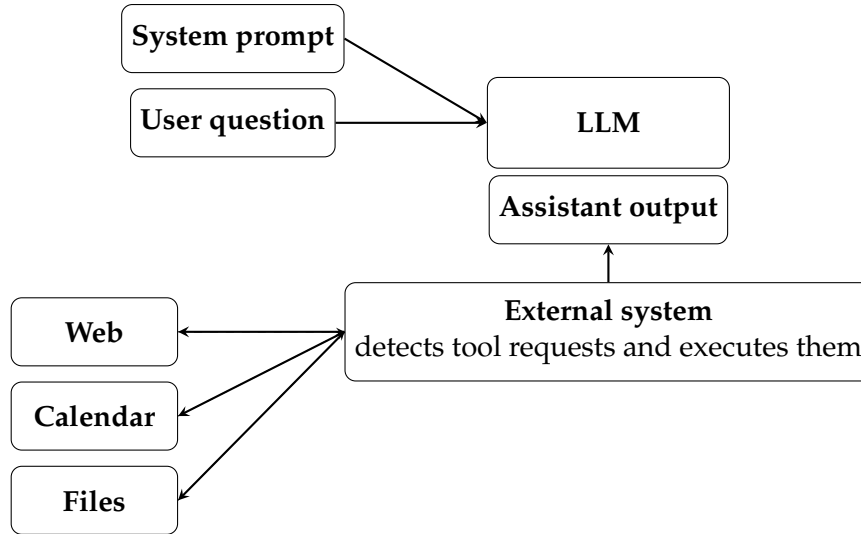 System prompt
User question
LLM
Assistant output
External system
detects tool requests and executes them
Web
Calendar
Files